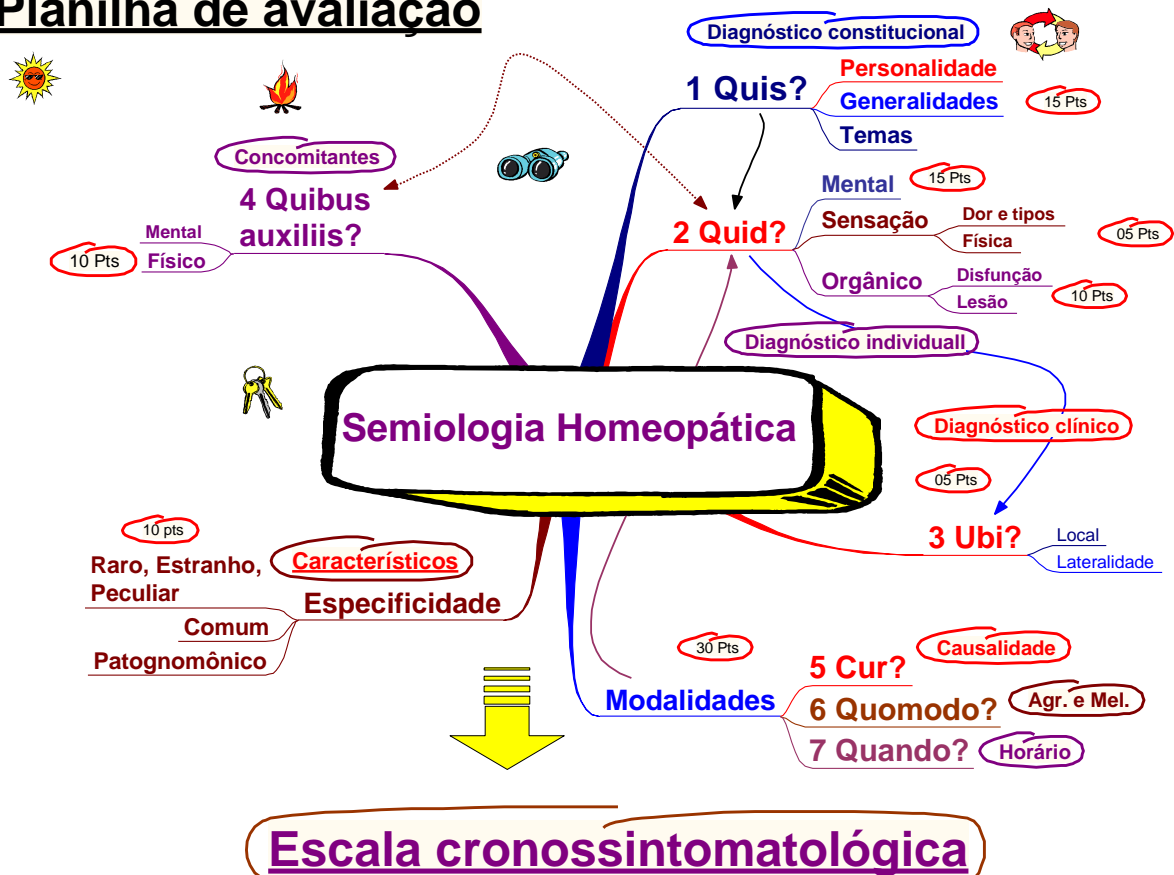 Planilha de avaliação
Diagnóstico constitucional
1 Quis?
Personalidade
Generalidades
Temas
15 Pts
Concomitantes
4 Quibus
auxiliis?
Mental
Físico
10 Pts
2 Quid?
Mental
15 Pts
Sensação
Dor e tipos
Física
05 Pts
Orgânico
Disfunção
Lesão
10 Pts
Diagnóstico individuall
Semiologia Homeopática
Diagnóstico clínico
05 Pts
3 Ubi?
Local
Lateralidade
10 pts
Raro, Estranho,
Peculiar
Característicos
Especificidade
Comum
Patognomônico
30 Pts
Modalidades
5 Cur?
Causalidade
6 Quomodo?
Agr. e Mel.
7 Quando?
Horário
Escala cronossintomatológica